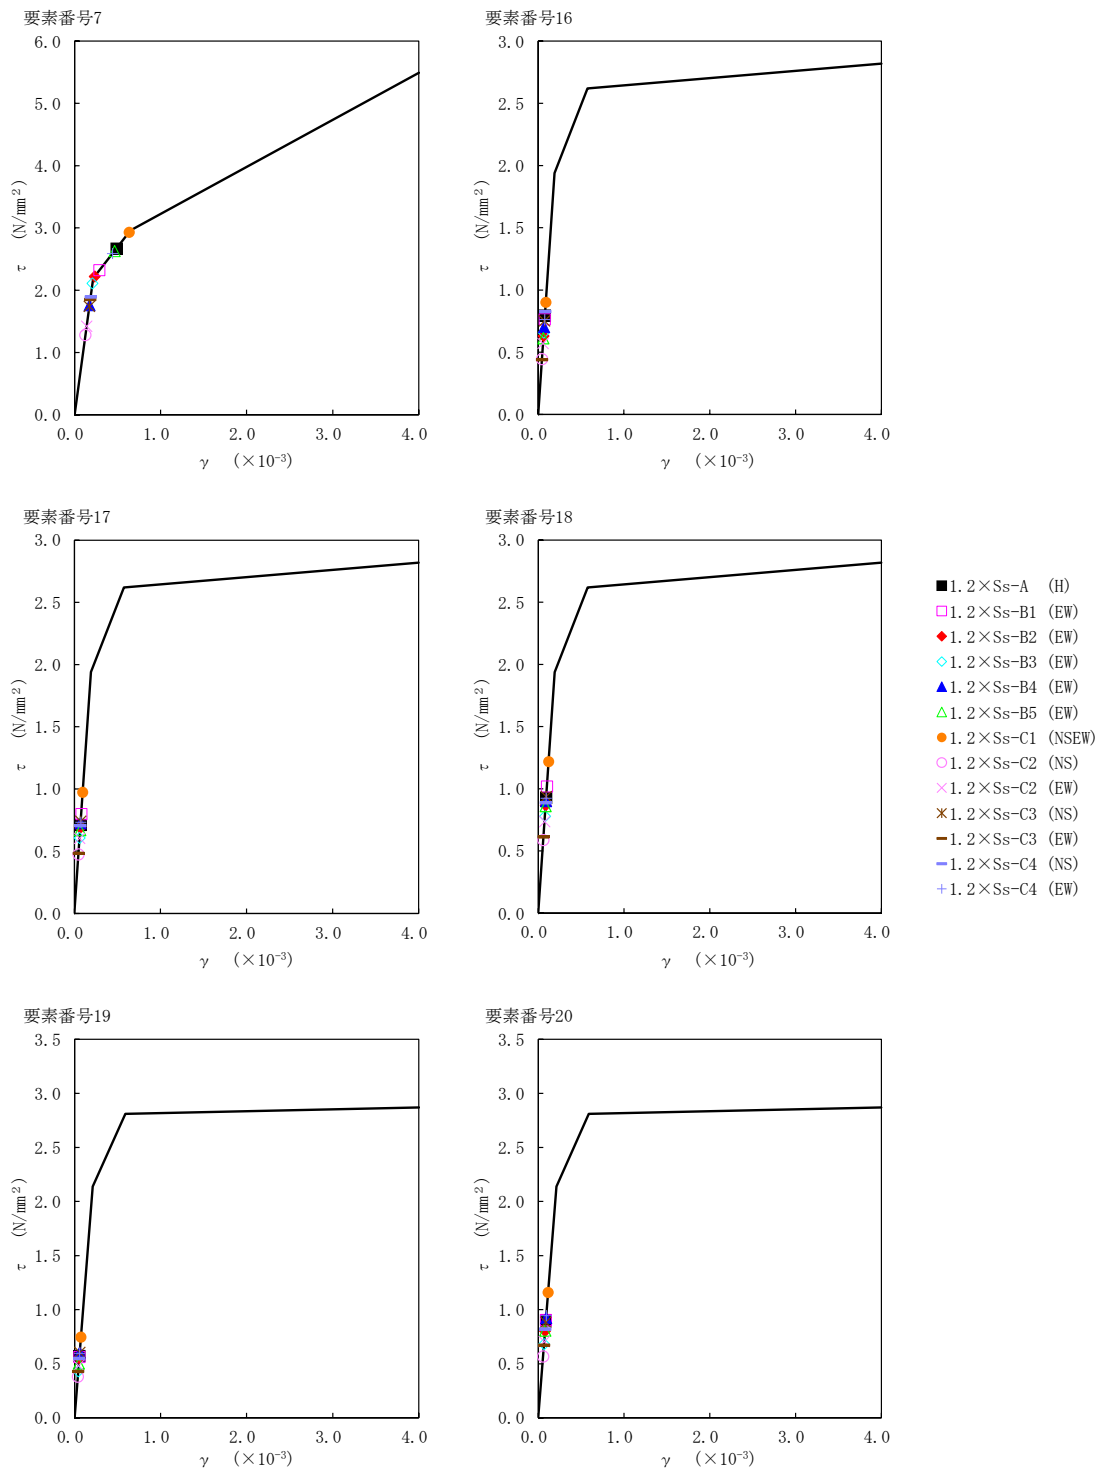 要素番号7
6.0
5.0
4.0
3.0
2.0
1.0
0.0
τ (N/mm²)
0.0 1.0 2.0 3.0 4.0
γ (×10⁻³)
要素番号16
3.0
2.5
2.0
1.5
1.0
0.5
0.0
τ (N/mm²)
0.0 1.0 2.0 3.0 4.0
γ (×10⁻³)
要素番号17
3.0
2.5
2.0
1.5
1.0
0.5
0.0
τ (N/mm²)
0.0 1.0 2.0 3.0 4.0
γ (×10⁻³)
要素番号18
3.0
2.5
2.0
1.5
1.0
0.5
0.0
τ (N/mm²)
0.0 1.0 2.0 3.0 4.0
γ (×10⁻³)
1.2×Ss-A (H)
1.2×Ss-B1 (EW)
1.2×Ss-B2 (EW)
1.2×Ss-B3 (EW)
1.2×Ss-B4 (EW)
1.2×Ss-B5 (EW)
1.2×Ss-C1 (NSEW)
1.2×Ss-C2 (NS)
1.2×Ss-C2 (EW)
1.2×Ss-C3 (NS)
1.2×Ss-C3 (EW)
1.2×Ss-C4 (NS)
1.2×Ss-C4 (EW)
要素番号19
3.5
3.0
2.5
2.0
1.5
1.0
0.5
0.0
τ (N/mm²)
0.0 1.0 2.0 3.0 4.0
γ (×10⁻³)
要素番号20
3.5
3.0
2.5
2.0
1.5
1.0
0.5
0.0
τ (N/mm²)
0.0 1.0 2.0 3.0 4.0
γ (×10⁻³)